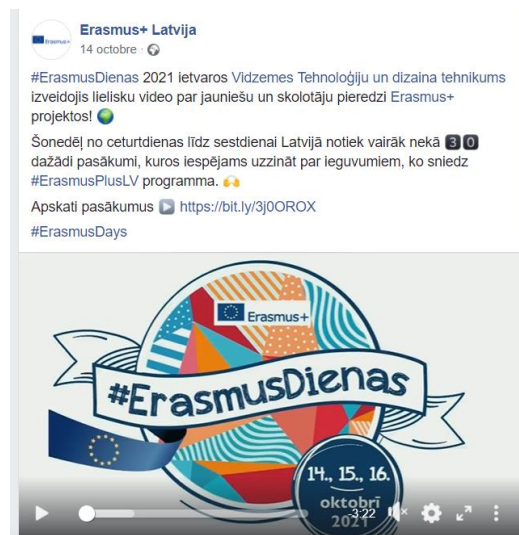 Erasmus+ Latvija
14 octobre ·
#ErasmusDienas 2021 ietvaros Vidzemes Tehnoloģiju un dizaina tehnikums
izveidojis lielisku video par jauniešu un skolotāju pieredzi Erasmus+
projektos!
Šonedēļ no ceturtdienas līdz sestdienai Latvijā notiek vairāk nekā 30
dažādi pasākumi, kuros iespējams uzzināt par ieguvumiem, ko sniedz
#ErasmusPlusLV programma.
Apskati pasākumus https://bit.ly/3j0OROX
#ErasmusDays
Erasmus+
#ErasmusDienas
14., 15., 16.
oktobrī
2021
-3:22